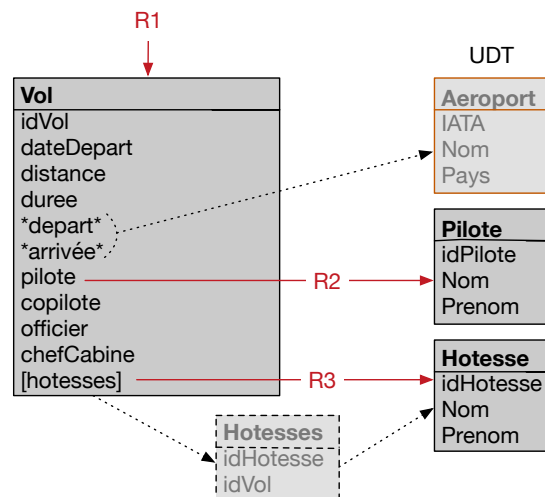 R1
Vol
idVol
dateDepart
distance
duree
*depart*
*arrivée*
pilote
copilote
officier
chefCabine
[hotesses]
UDT
Aeroport
IATA
Nom
Pays
R2
Pilote
idPilote
Nom
Prenom
R3
Hotesse
idHotesse
Nom
Prenom
Hotesses
idHotesse
idVol